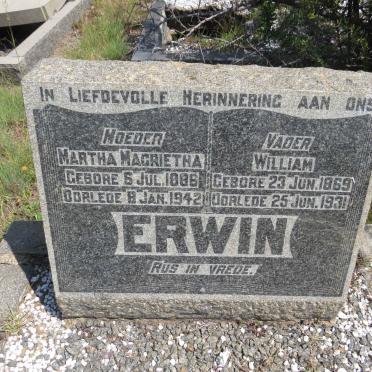 IN LIEFDEVOLLE HERINNERING AAN ONS
MOEDER
MARTHA MAGRIETHA
GEBORE 6 JUL. 1886
OORLEDE 8 JAN. 1942
VADER
WILLIAM
GEBORE 23 JUN. 1869
OORLEDE 25 JUN. 1931
ERWIN
RUS IN VREDE.